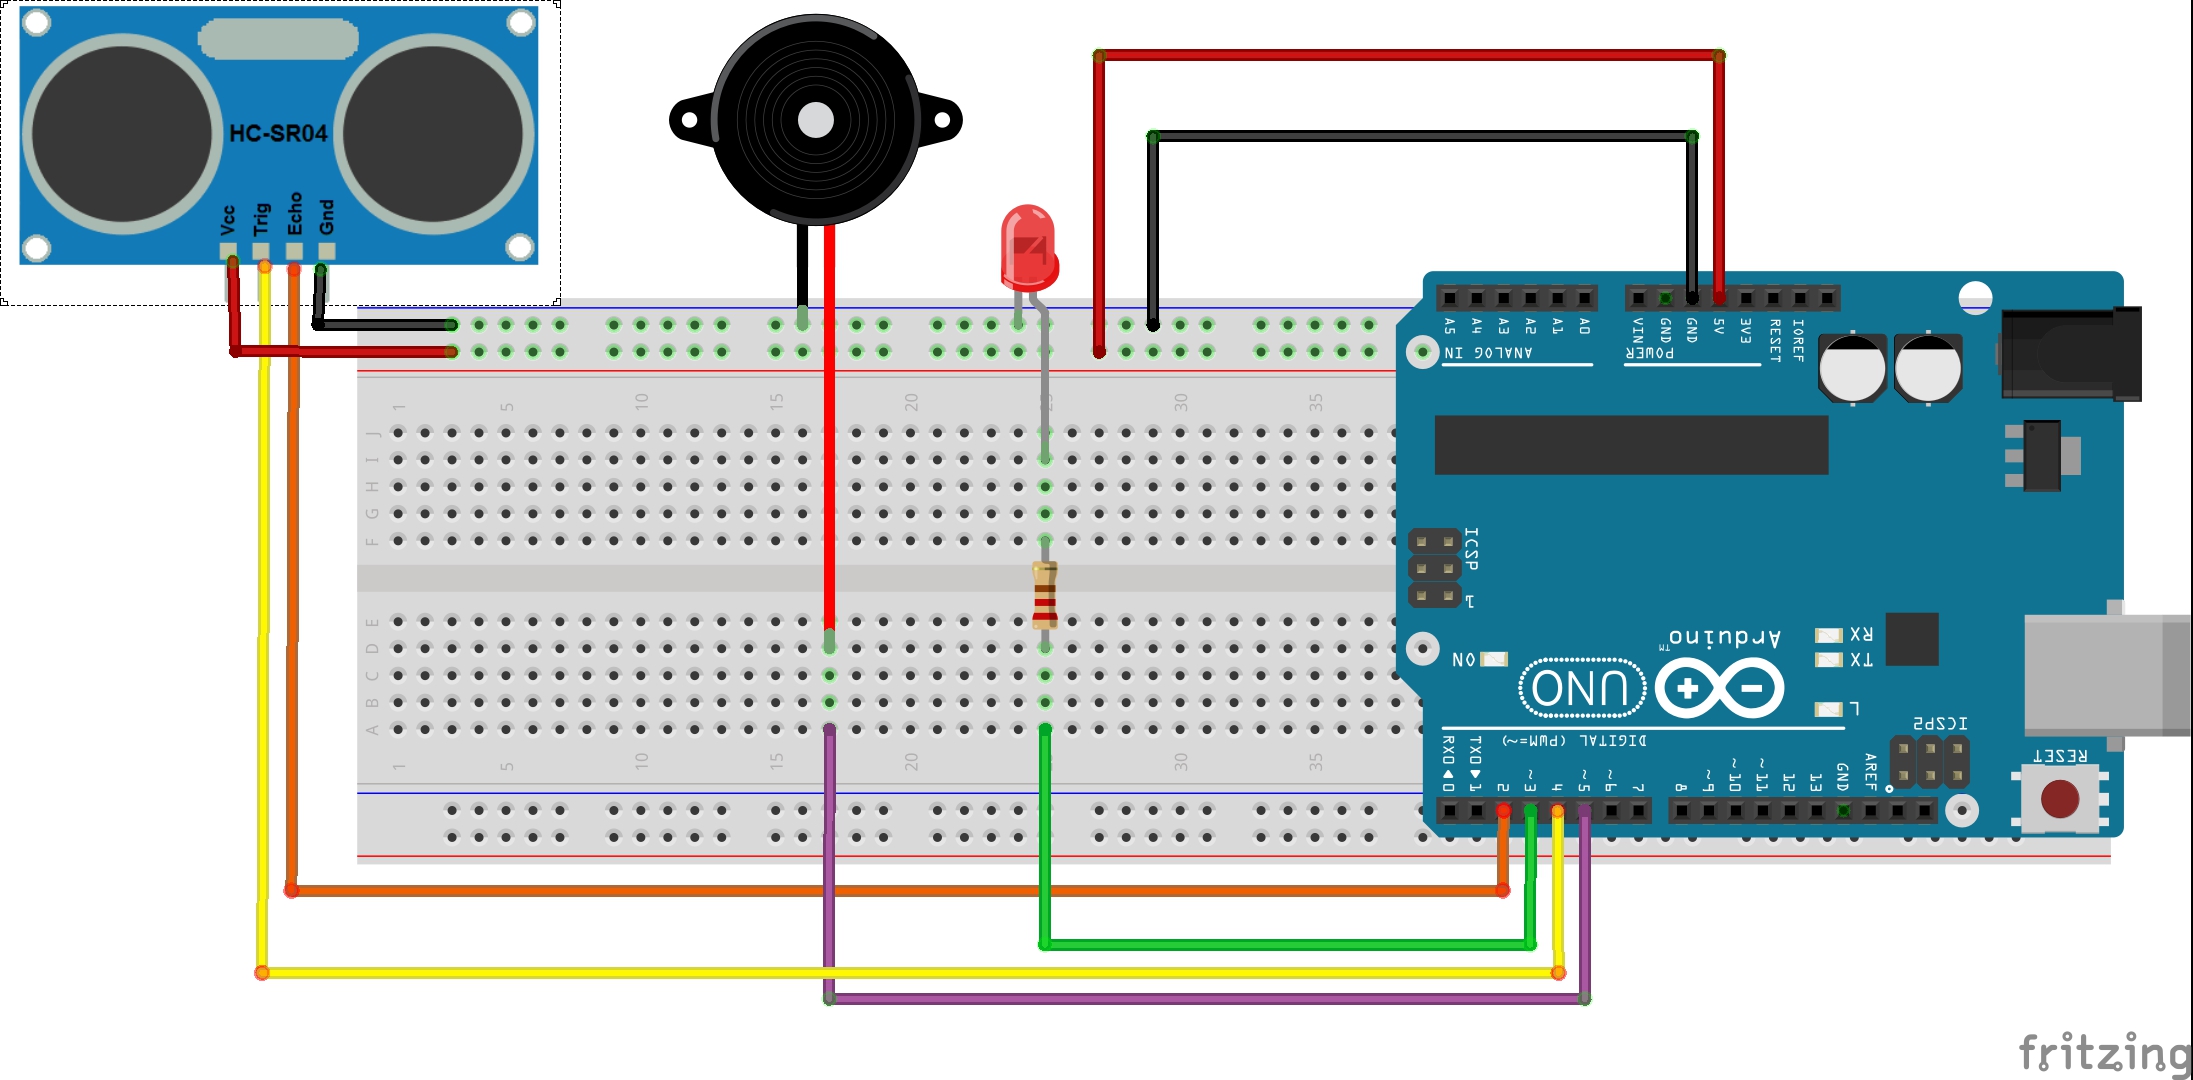 HC-SR04
Vcc
Trig
Echo
Gnd
A5
A4
A3
A2
A1
A0
VIN
GND
GND
5V
3V3
RESET
IOREF
ANALOG IN
POWER
1
5
10
15
20
25
30
35
J
I
H
G
F
ICSP
1
E
D
C
B
A
Arduino
TM
RX
TX
ON
UNO
L
ICSP2
RESET
DIGITAL (PWM=~)
RX0 ◀ 0
TX0 ▶ 1
2
~3
4
~5
~6
7
8
~9
~10
~11
12
13
GND
AREF
1
5
10
15
20
25
30
35
fritzing